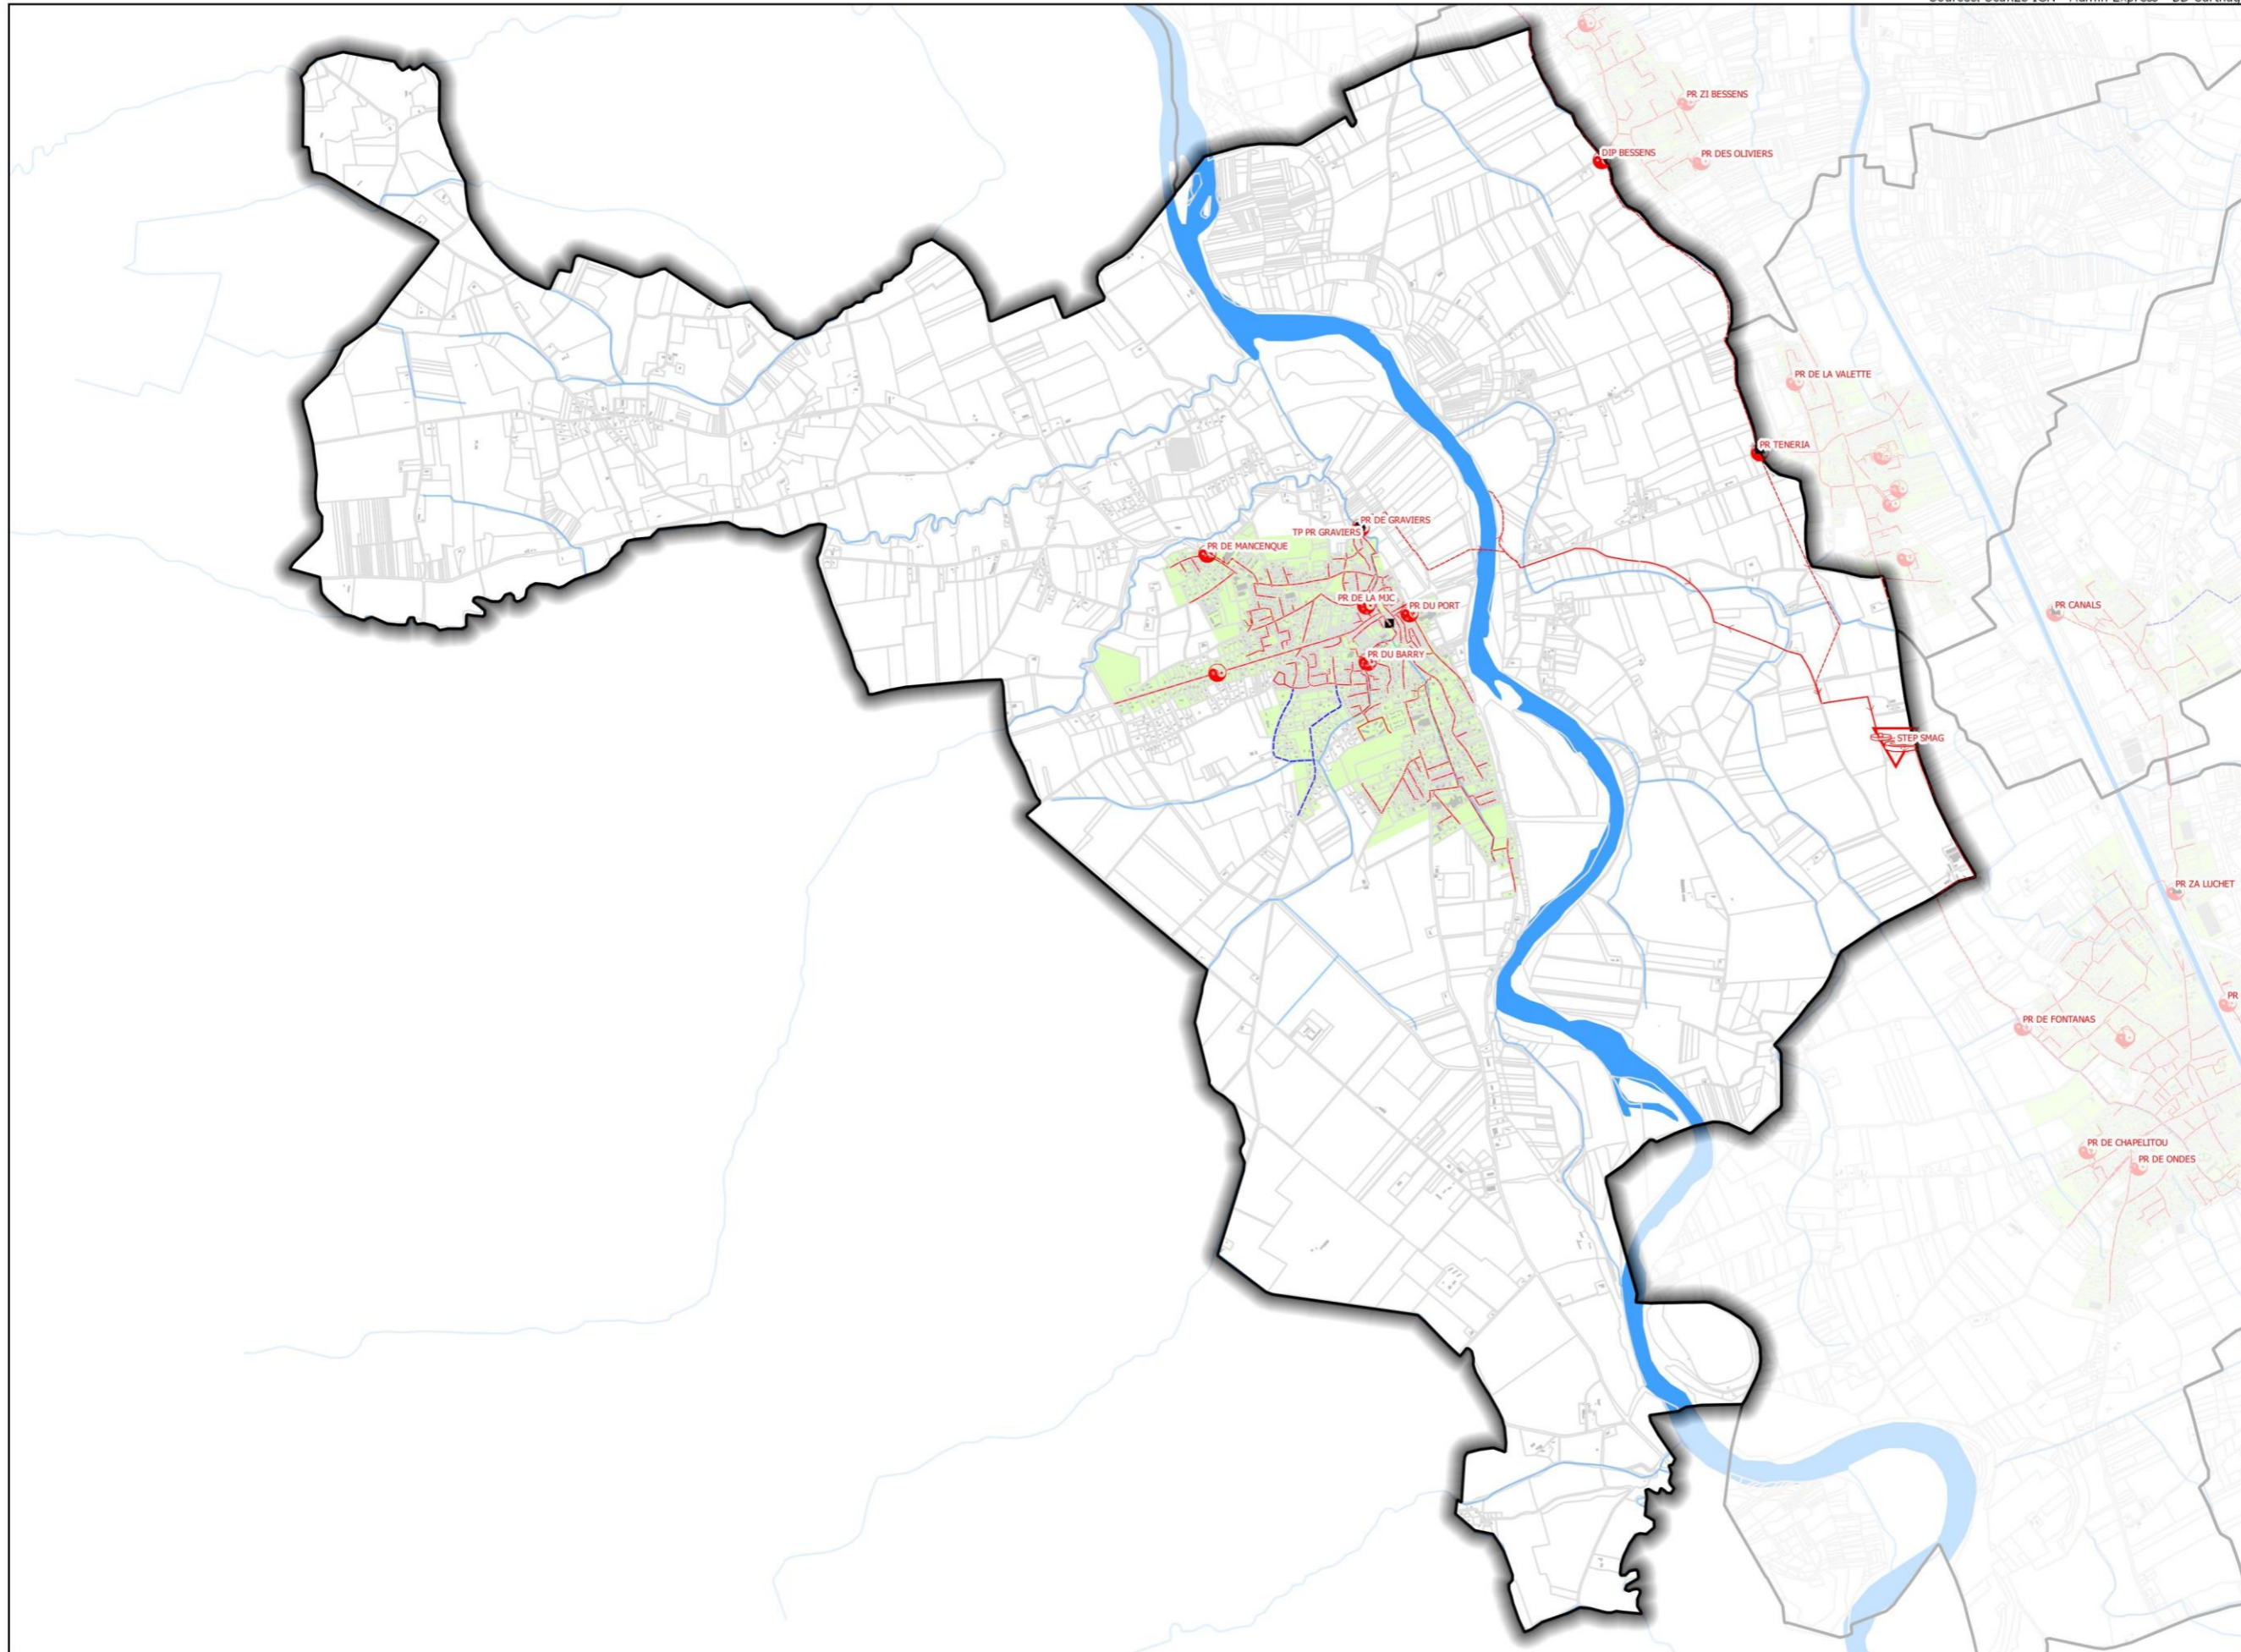 PR ZI BESSENS
DIP BESSENS
PR DES OLIVIERS
PR DE LA VALETTE
PR TENERIA
PR DE GRAVIERS
TP PR GRAVIERS
PR DE MANCENQUE
PR DE LA MJC
PR DU PORT
PR CANALS
PR DU BARRY
STEP SMAG
PR ZA LUCHET
PR
PR DE FONTANAS
PR DE CHAPELITOU
PR DE ONDES